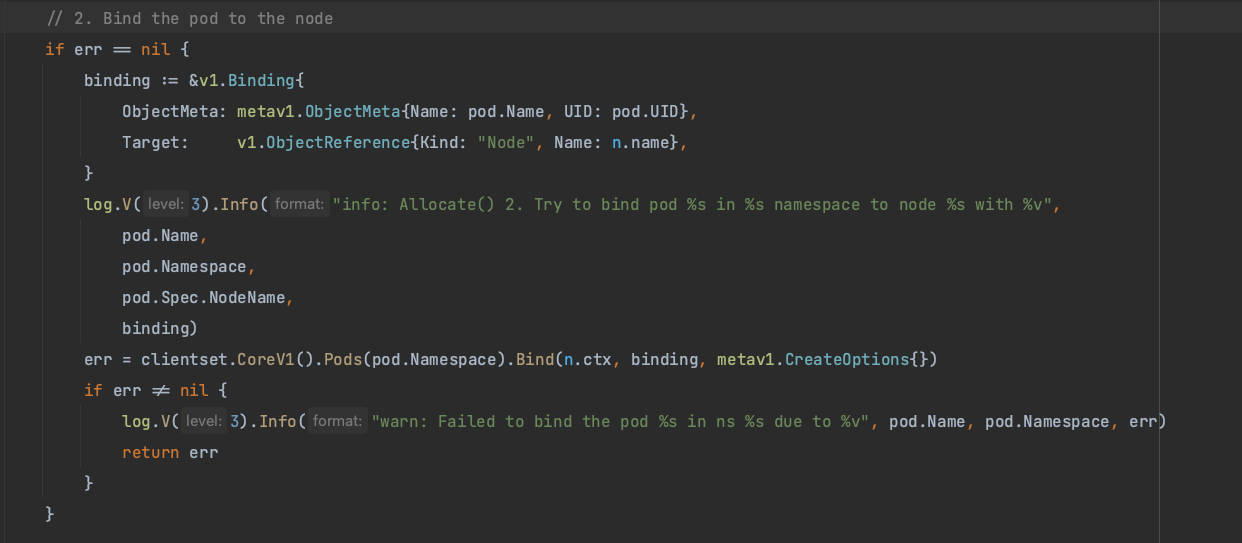 // 2. Bind the pod to the node
if err == nil {
binding := &v1.Binding{
ObjectMeta: metav1.ObjectMeta{Name: pod.Name, UID: pod.UID},
Target:     v1.ObjectReference{Kind: "Node", Name: n.name},
}
log.V( level: 3).Info( format: "info: Allocate() 2. Try to bind pod %s in %s namespace to node %s with %v",
pod.Name,
pod.Namespace,
pod.Spec.NodeName,
binding)
err = clientset.CoreV1().Pods(pod.Namespace).Bind(n.ctx, binding, metav1.CreateOptions{})
if err != nil {
log.V( level: 3).Info( format: "warn: Failed to bind the pod %s in ns %s due to %v", pod.Name, pod.Namespace, err)
return err
}
}